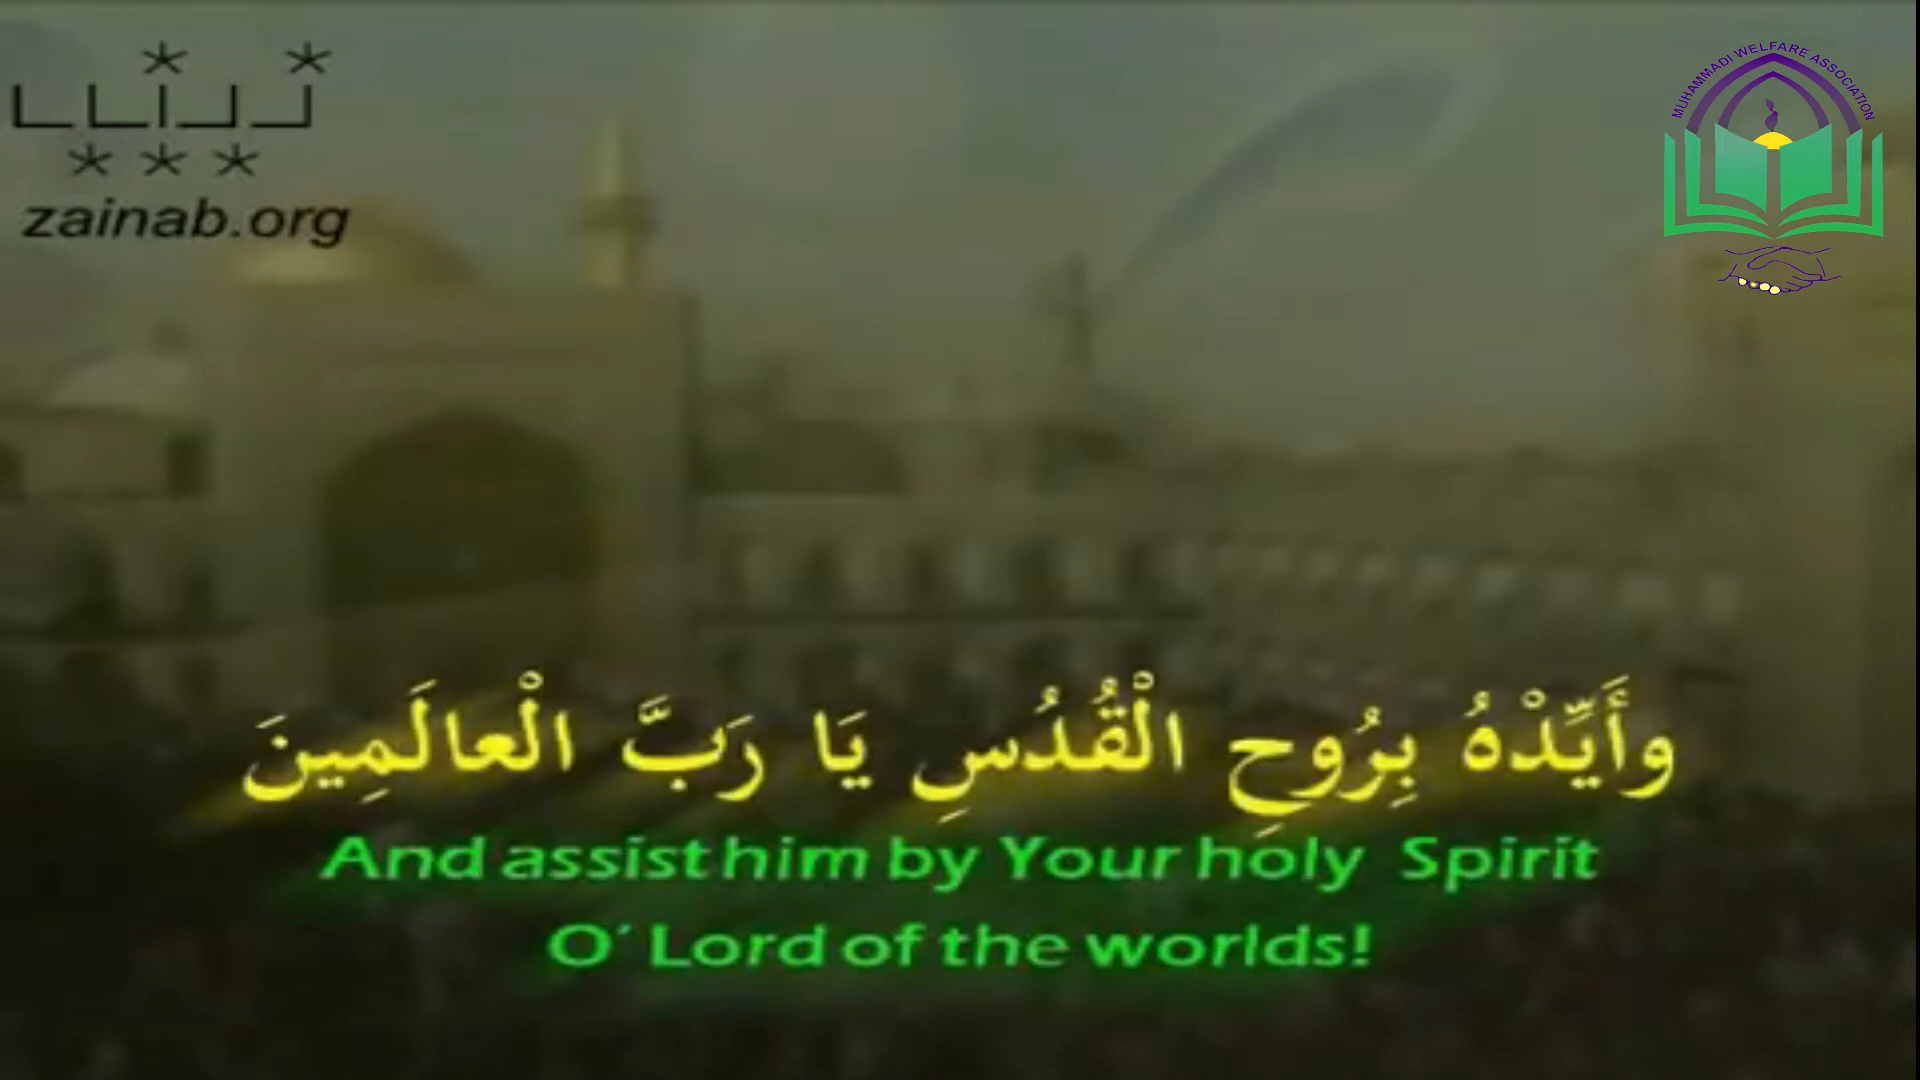 zainab.org
MUHAMMADI WELFARE ASSOCIATION
وأَيِّدْهُ بِرُوحِ الْقُدُسِ يَا رَبَّ الْعالَمِينَ
And assist him by Your holy Spirit
O´ Lord of the worlds!